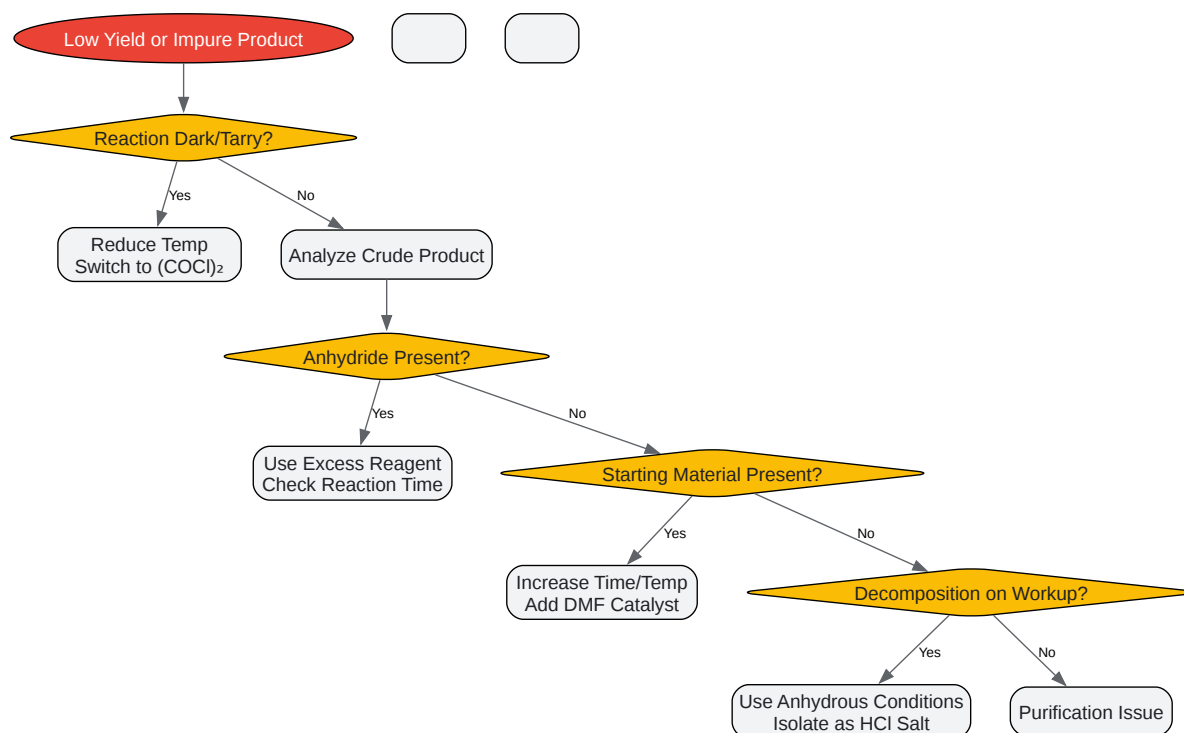 Low Yield or Impure Product
Reaction Dark/Tarry?
Yes
No
Reduce Temp
Switch to (COCl)₂
Analyze Crude Product
Anhydride Present?
Yes
No
Use Excess Reagent
Check Reaction Time
Starting Material Present?
Yes
No
Increase Time/Temp
Add DMF Catalyst
Decomposition on Workup?
Yes
No
Use Anhydrous Conditions
Isolate as HCl Salt
Purification Issue